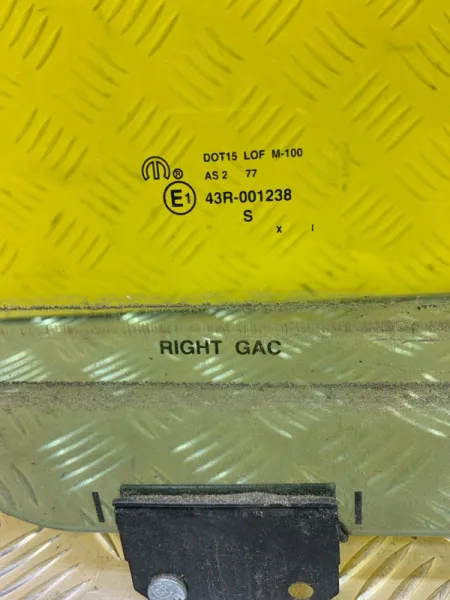 DOT15 LOF M-100
AS 2 77
E1 43R-001238
S
x I
RIGHT GAC